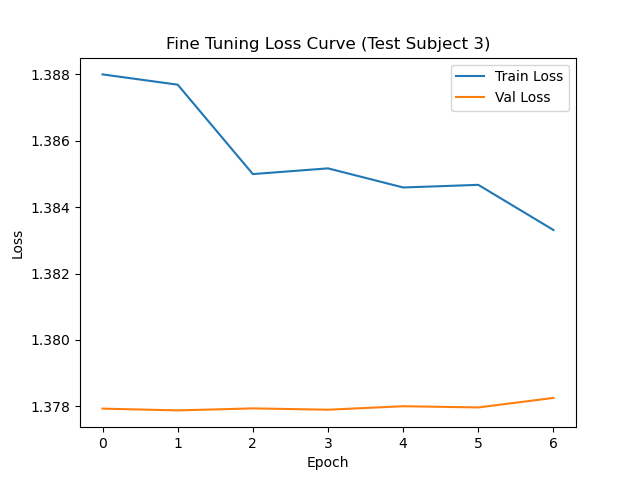 Fine Tuning Loss Curve (Test Subject 3)
Train Loss
Val Loss
1.388
1.386
1.384
1.382
1.380
1.378
Loss
0 1 2 3 4 5 6
Epoch